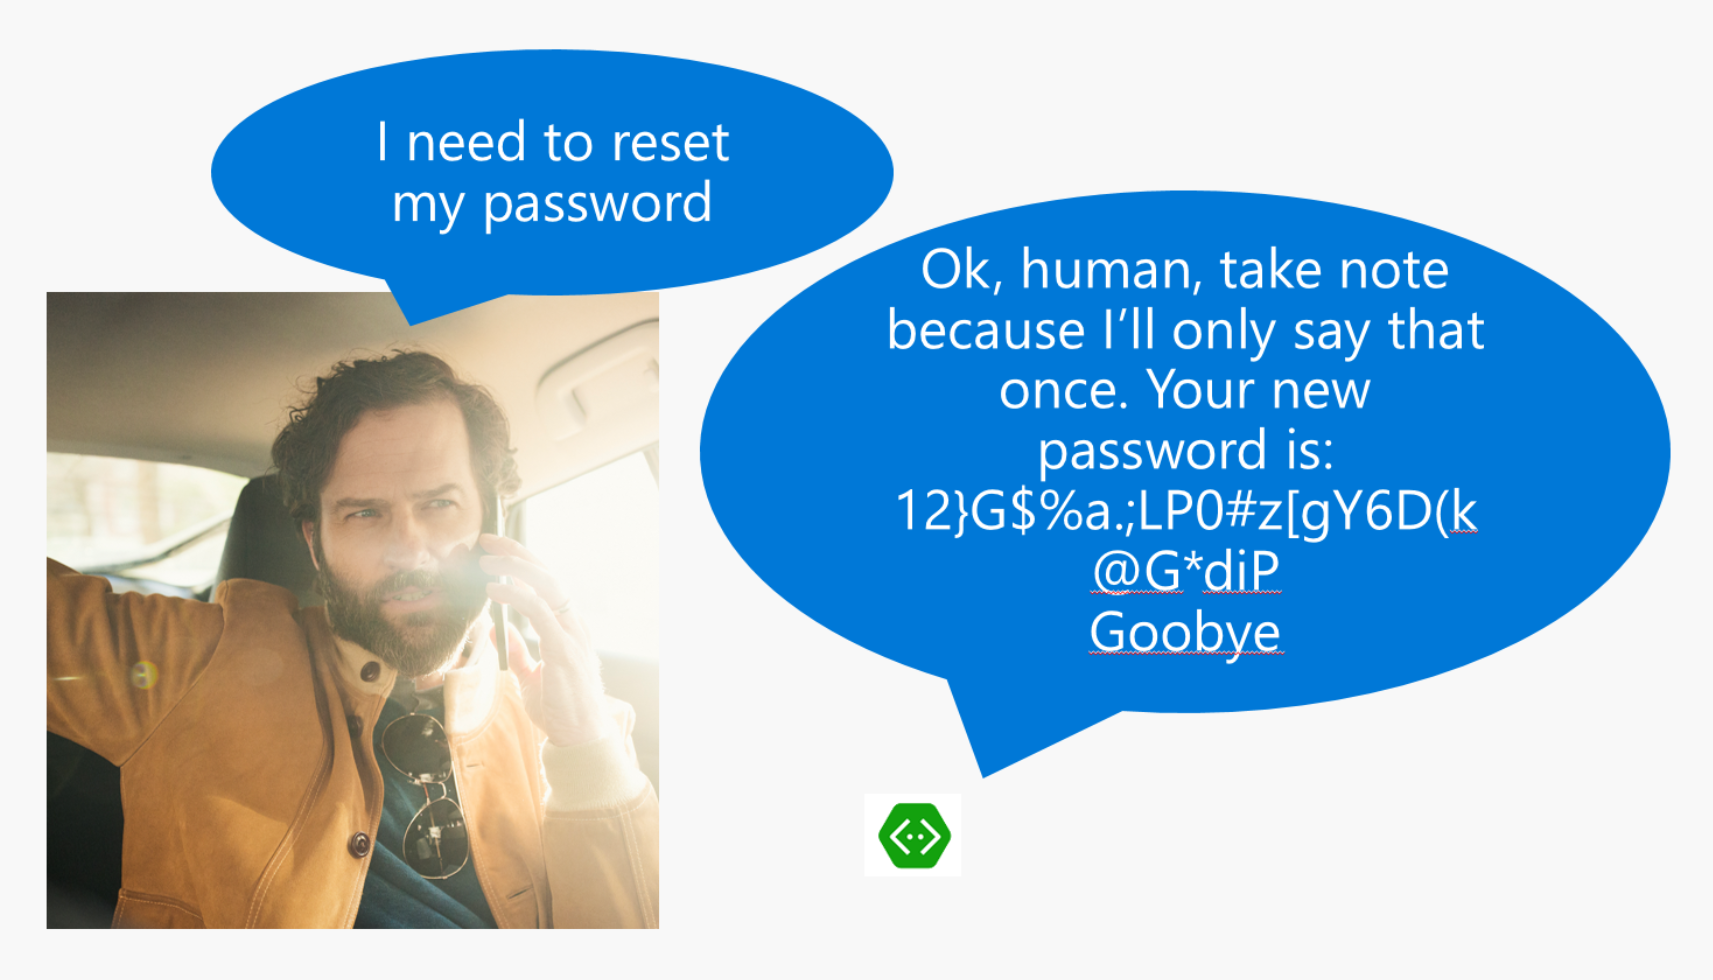 I need to reset
my password
Ok, human, take note
because I’ll only say that
once. Your new
password is:
12}G$%a.;LP0#z[gY6D(k
@G*diP
Goobye